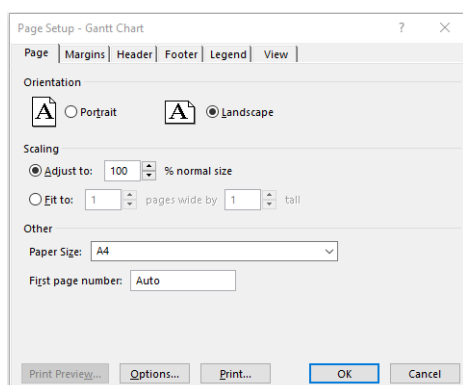 Page Setup - Gantt Chart ? ×
Page Margins Header Footer Legend View
Orientation
A Portrait A Landscape
Scaling
Adjust to: 100 % normal size
Fit to: 1 pages wide by 1 tall
Other
Paper Size: A4
First page number: Auto
Print Preview... Options... Print... OK Cancel